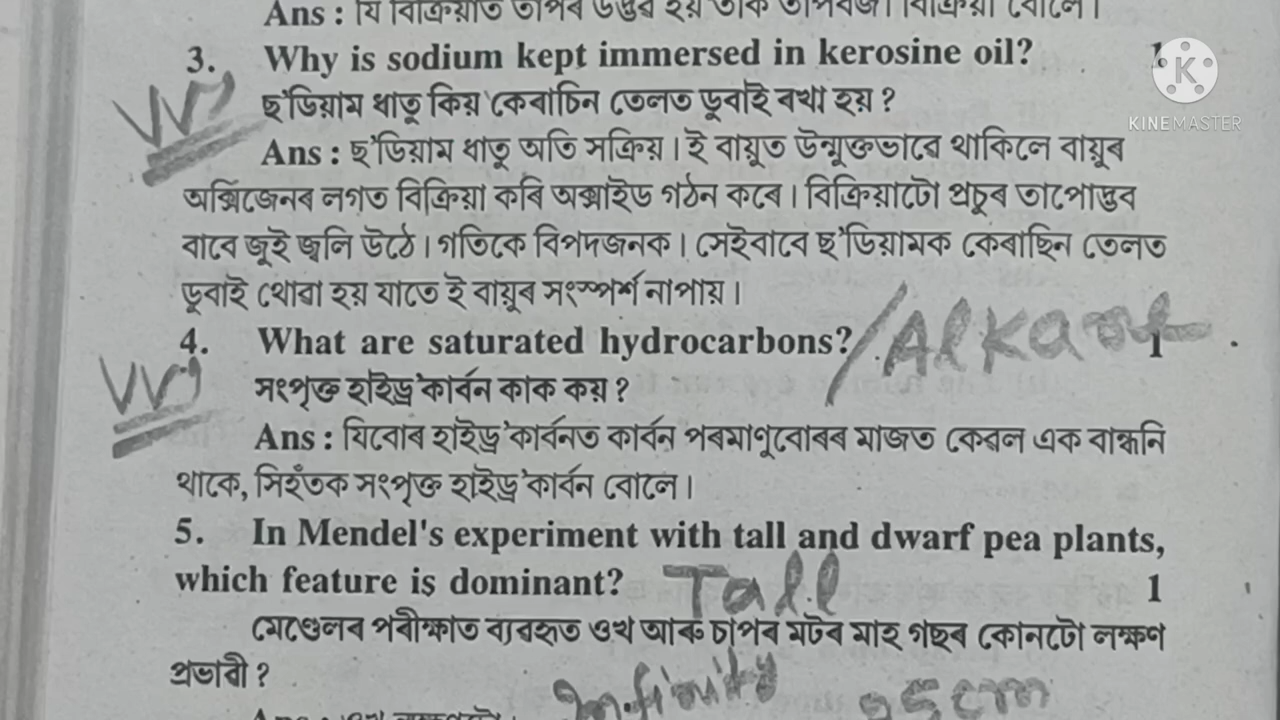 Ans : যি বিক্ৰিয়াত তাপৰ উদ্ভৱ হয় তাক তাপবৰ্জী বিক্ৰিয়া বোলে।
3. Why is sodium kept immersed in kerosine oil? 1
KINEMASTER
VVI
ছ'ডিয়াম ধাতু কিয় কেৰাচিন তেলত ডুবাই ৰখা হয় ?
Ans : ছ'ডিয়াম ধাতু অতি সক্ৰিয়। ই বায়ুত উন্মুক্তভাৱে থাকিলে বায়ুৰ
অক্সিজেনৰ লগত বিক্ৰিয়া কৰি অক্সাইড গঠন কৰে। বিক্ৰিয়াটো প্ৰচুৰ তাপোদ্ভৱ
বাবে জুই জ্বলি উঠে। গতিকে বিপদজনক। সেইবাবে ছ'ডিয়ামক কেৰাছিন তেলত
ডুবাই থোৱা হয় যাতে ই বায়ুৰ সংস্পৰ্শ নাপায়।
4. What are saturated hydrocarbons? 1
VVI
সংপৃক্ত হাইড্ৰ'কাৰ্বন কাক কয় ?
Ans : যিবোৰ হাইড্ৰ'কাৰ্বনত কাৰ্বন পৰমাণুবোৰৰ মাজত কেৱল এক বান্ধনি
থাকে, সিহঁতক সংপৃক্ত হাইড্ৰ'কাৰ্বন বোলে।
5. In Mendel's experiment with tall and dwarf pea plants,
which feature is dominant? Tall 1
মেণ্ডেলৰ পৰীক্ষাত ব্যৱহৃত ওখ আৰু চাপৰ মটৰ মাহ গছৰ কোনটো লক্ষণ
প্ৰভাবী ?
Infinity 25cm
Ans :